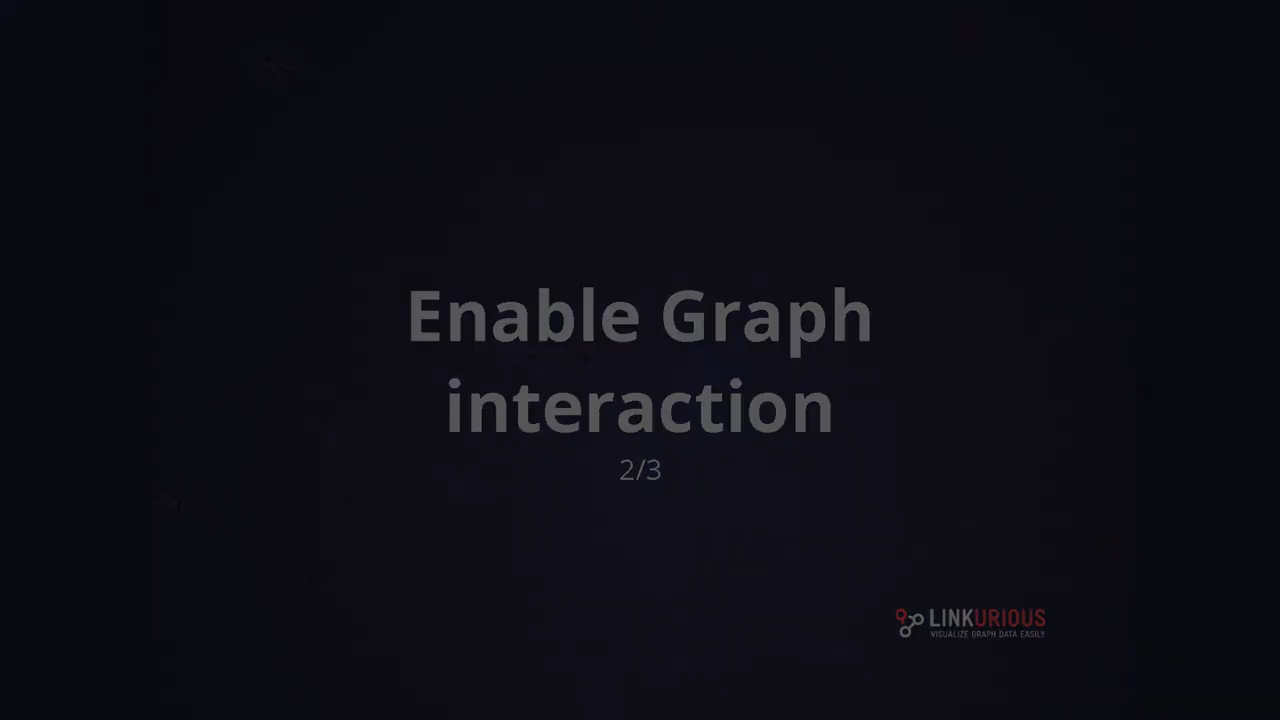 Enable Graph
interaction
2/3
LINKURIOUS
VISUALIZE GRAPH DATA EASILY